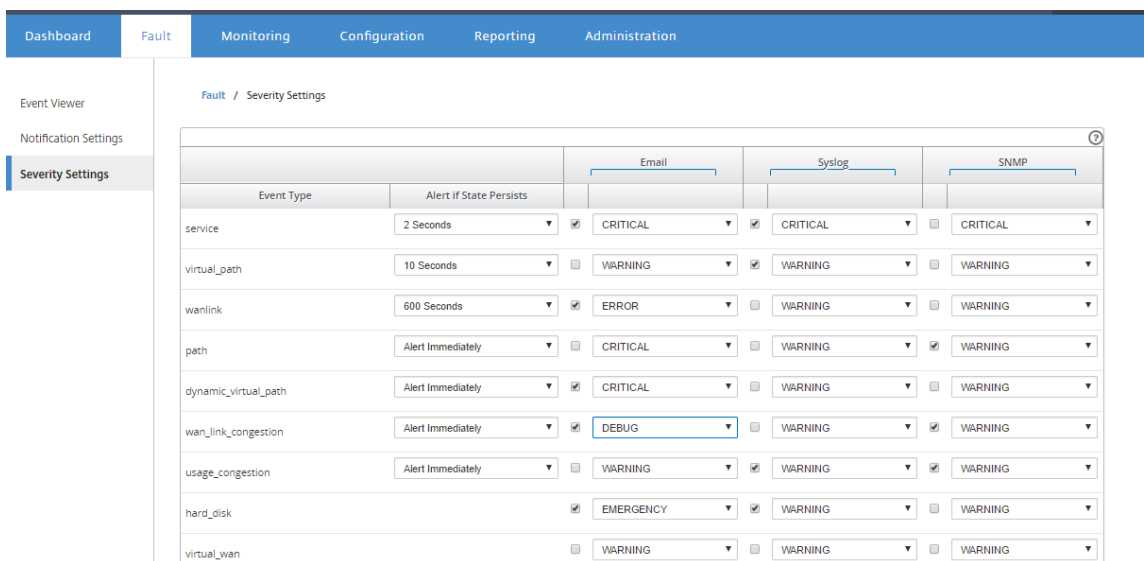 Dashboard Fault Monitoring Configuration Reporting Administration
Event Viewer
Notification Settings
Severity Settings
Fault / Severity Settings
?
Email Syslog SNMP
Event Type Alert if State Persists
service 2 Seconds CRITICAL CRITICAL CRITICAL
virtual_path 10 Seconds WARNING WARNING WARNING
wanlink 600 Seconds ERROR WARNING WARNING
path Alert Immediately CRITICAL WARNING WARNING
dynamic_virtual_path Alert Immediately CRITICAL WARNING WARNING
wan_link_congestion Alert Immediately DEBUG WARNING WARNING
usage_congestion Alert Immediately WARNING WARNING WARNING
hard_disk EMERGENCY WARNING WARNING
virtual_wan WARNING WARNING WARNING